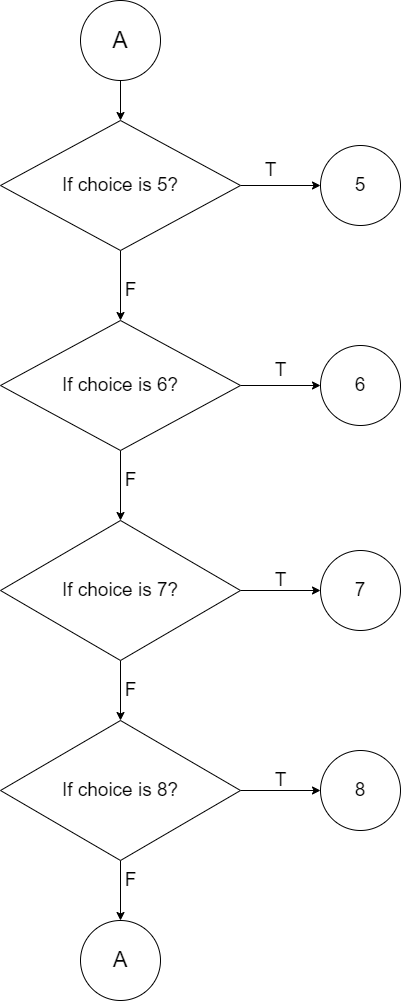 A
If choice is 5?
T
5
F
If choice is 6?
T
6
F
If choice is 7?
T
7
F
If choice is 8?
T
8
F
A